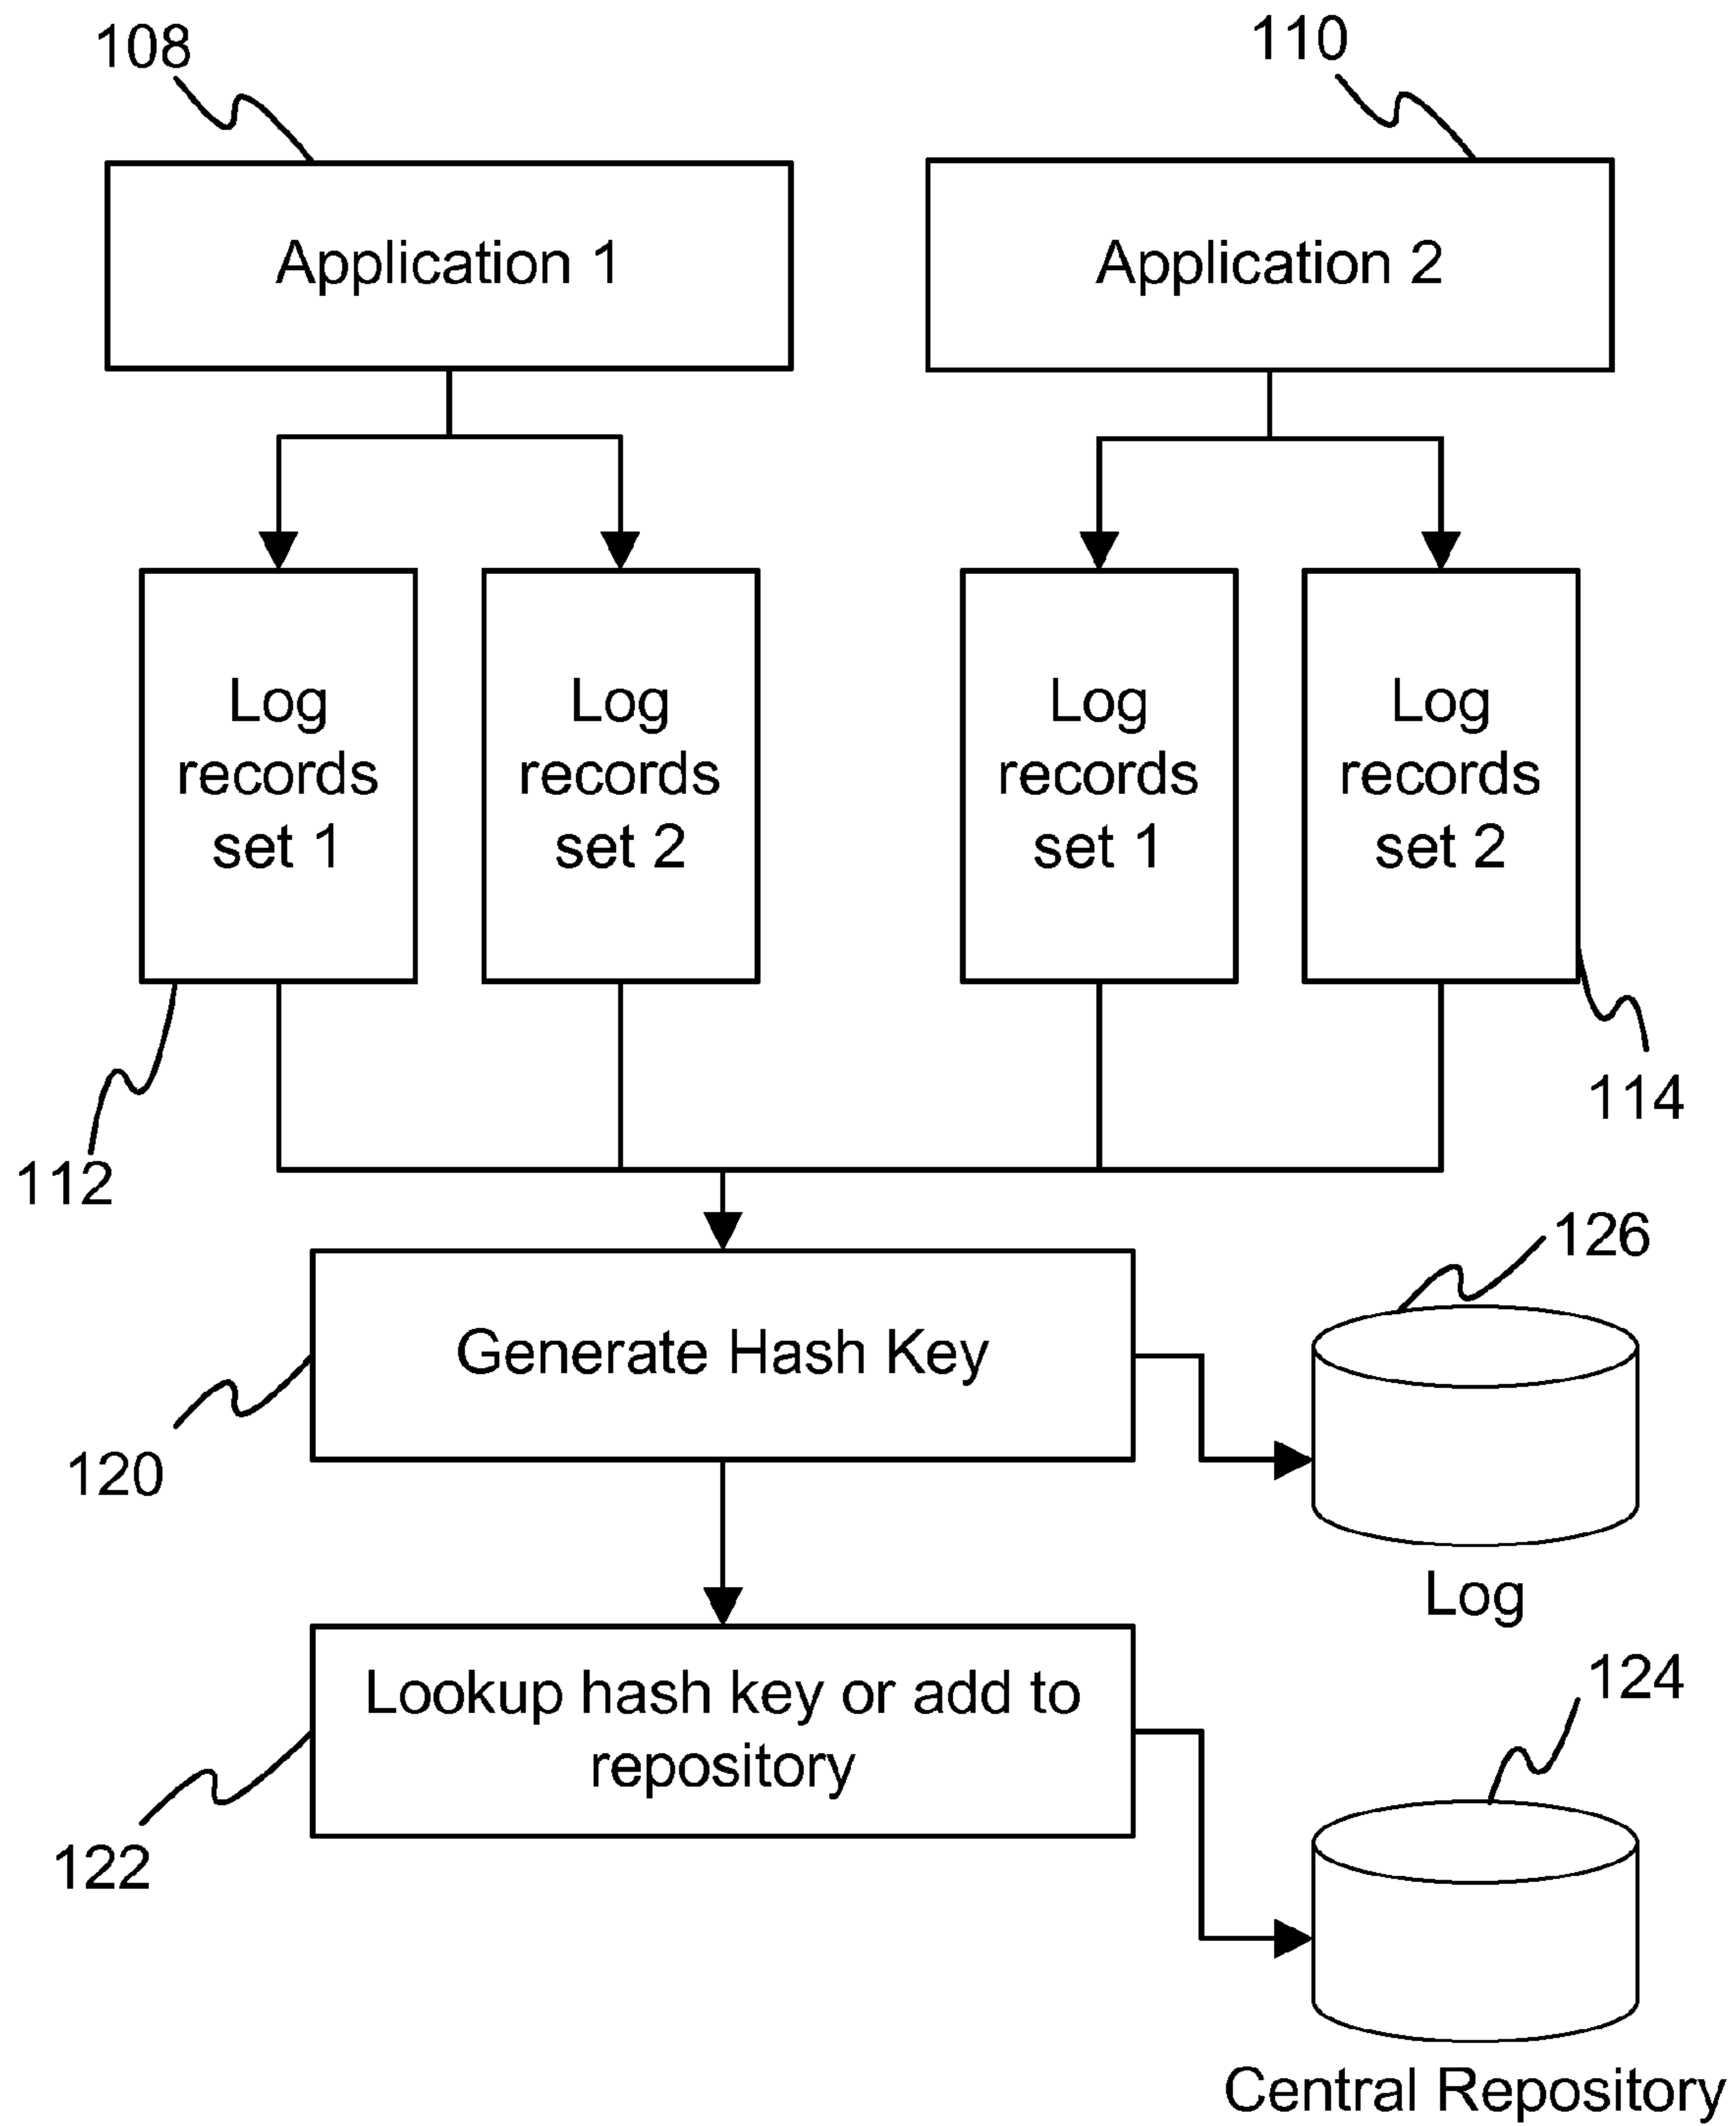 108
110
Application 1
Application 2
Log
records
set 1
Log
records
set 2
Log
records
set 1
Log
records
set 2
112
114
126
Generate Hash Key
120
Log
Lookup hash key or add to
repository
124
122
Central Repository